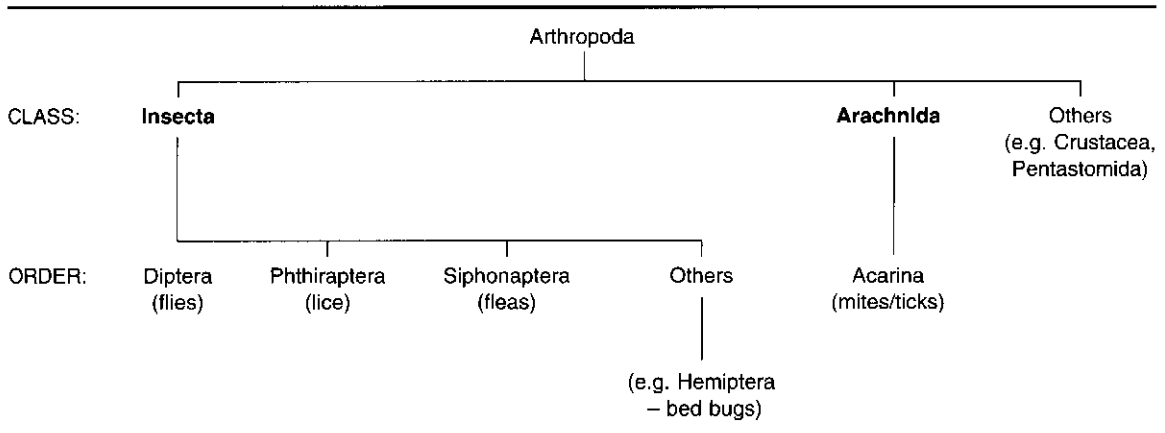 Arthropoda
CLASS: Insecta Arachnida Others
(e.g. Crustacea,
Pentastomida)
ORDER: Diptera Phthiraptera Siphonaptera Others Acarina
(flies) (lice) (fleas) (mites/ticks)
(e.g. Hemiptera
– bed bugs)